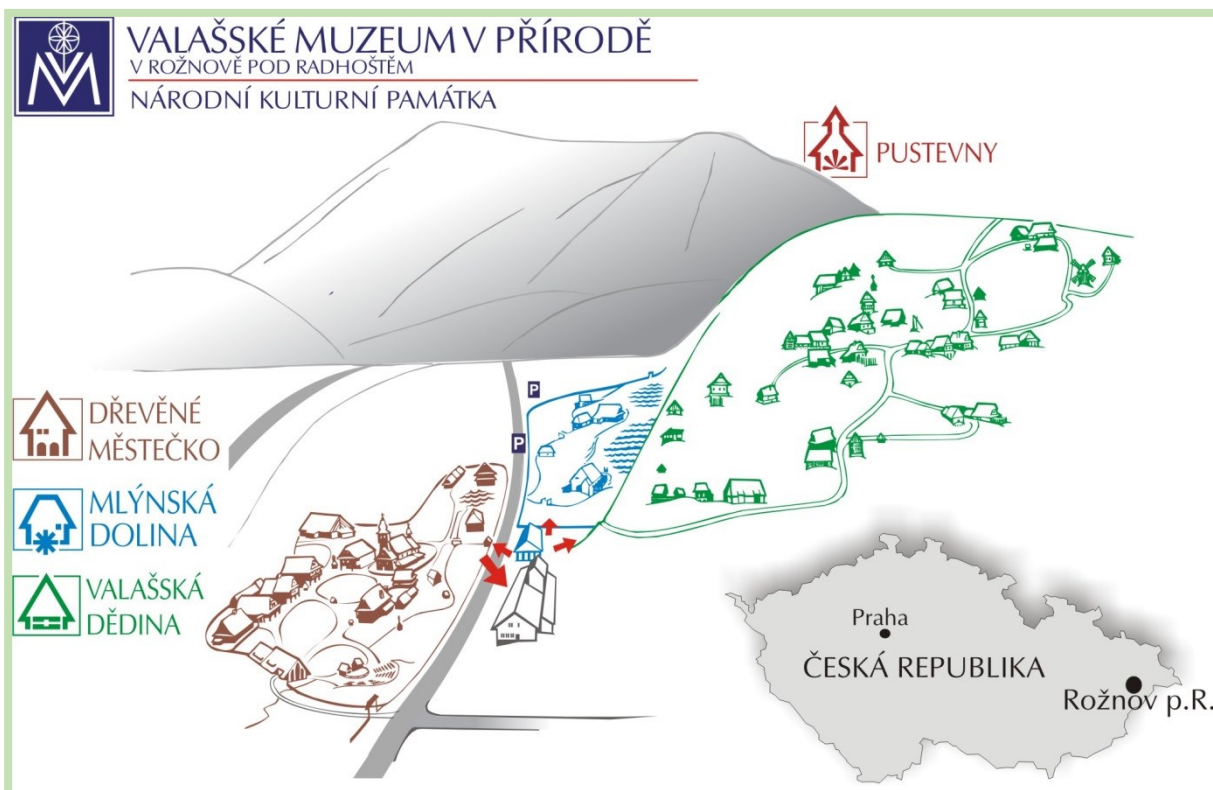 VALAŠSKÉ MUZEUM V PŘÍRODĚ
V ROŽNOVĚ POD RADHOŠTĚM
NÁRODNÍ KULTURNÍ PAMÁTKA
PUSTEVNY
P
P
DŘEVĚNÉ
MĚSTEČKO
MLÝNSKÁ
DOLINA
VALAŠSKÁ
DĚDINA
Praha
ČESKÁ REPUBLIKA
Rožnov p.R.